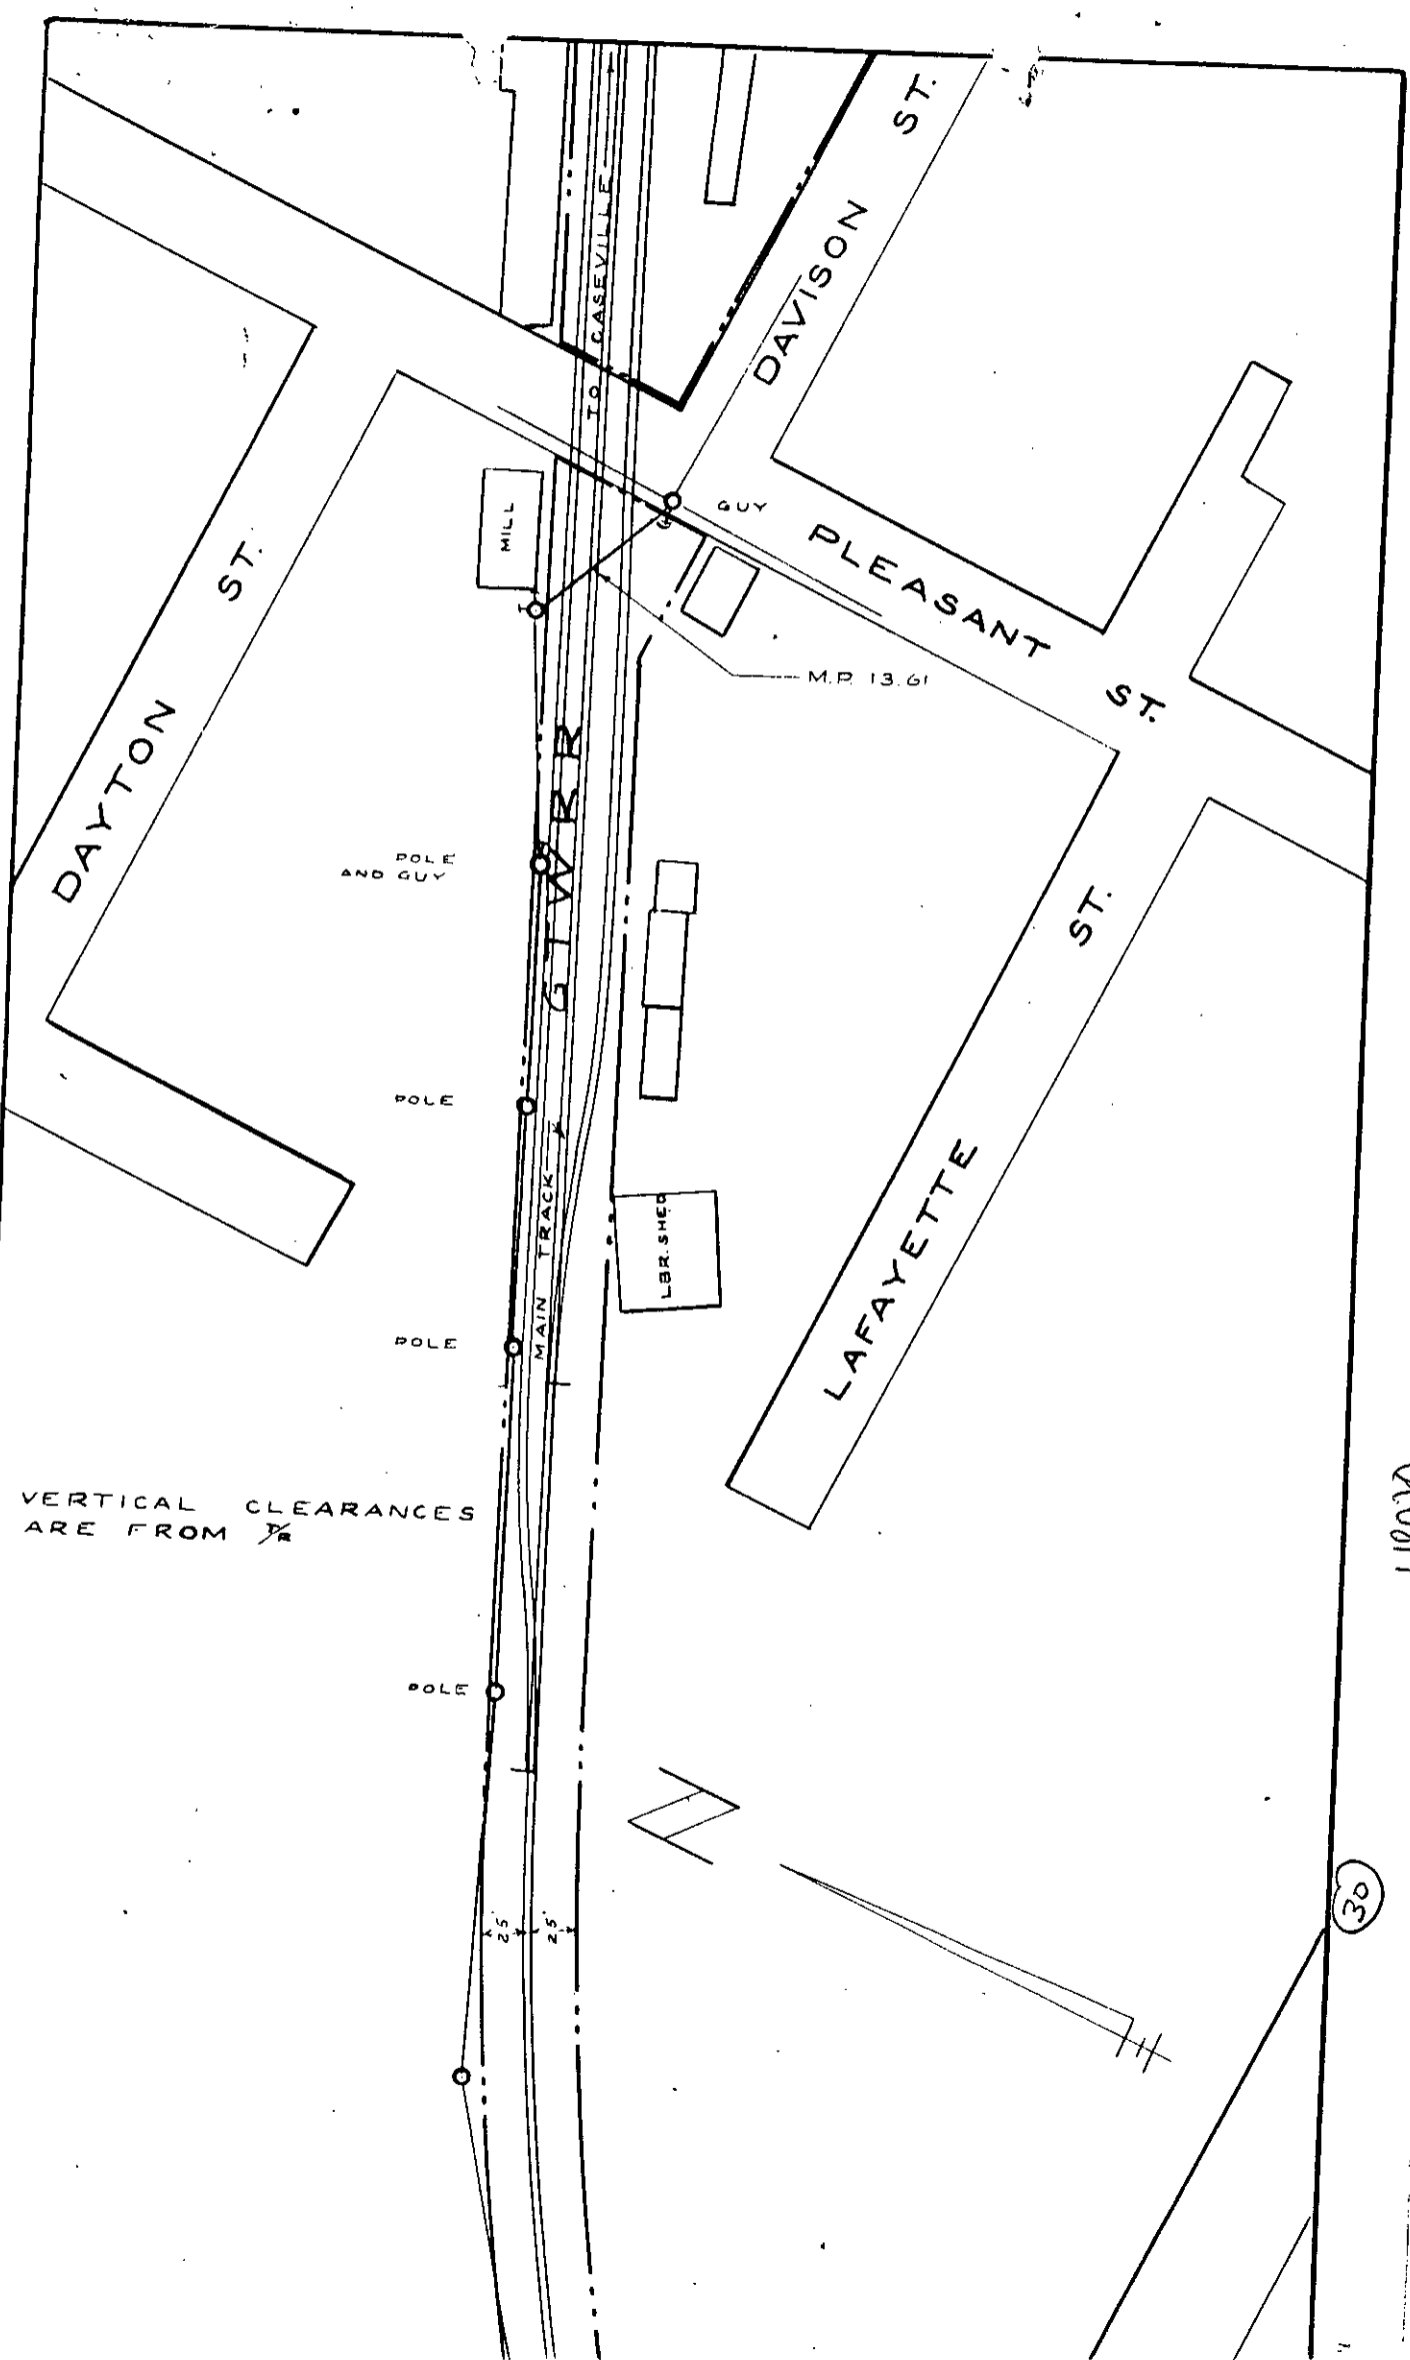 DAVISON ST.
TO CASEVILLE
GUY
MILL
PLEASANT ST.
DAYTON ST.
M.P. 13.61
G T W R R
POLE
AND GUY
POLE
MAIN TRACK
LBR. SHED
LAFAYETTE ST.
POLE
VERTICAL CLEARANCES
ARE FROM T/R
POLE
N
25'
25'
30